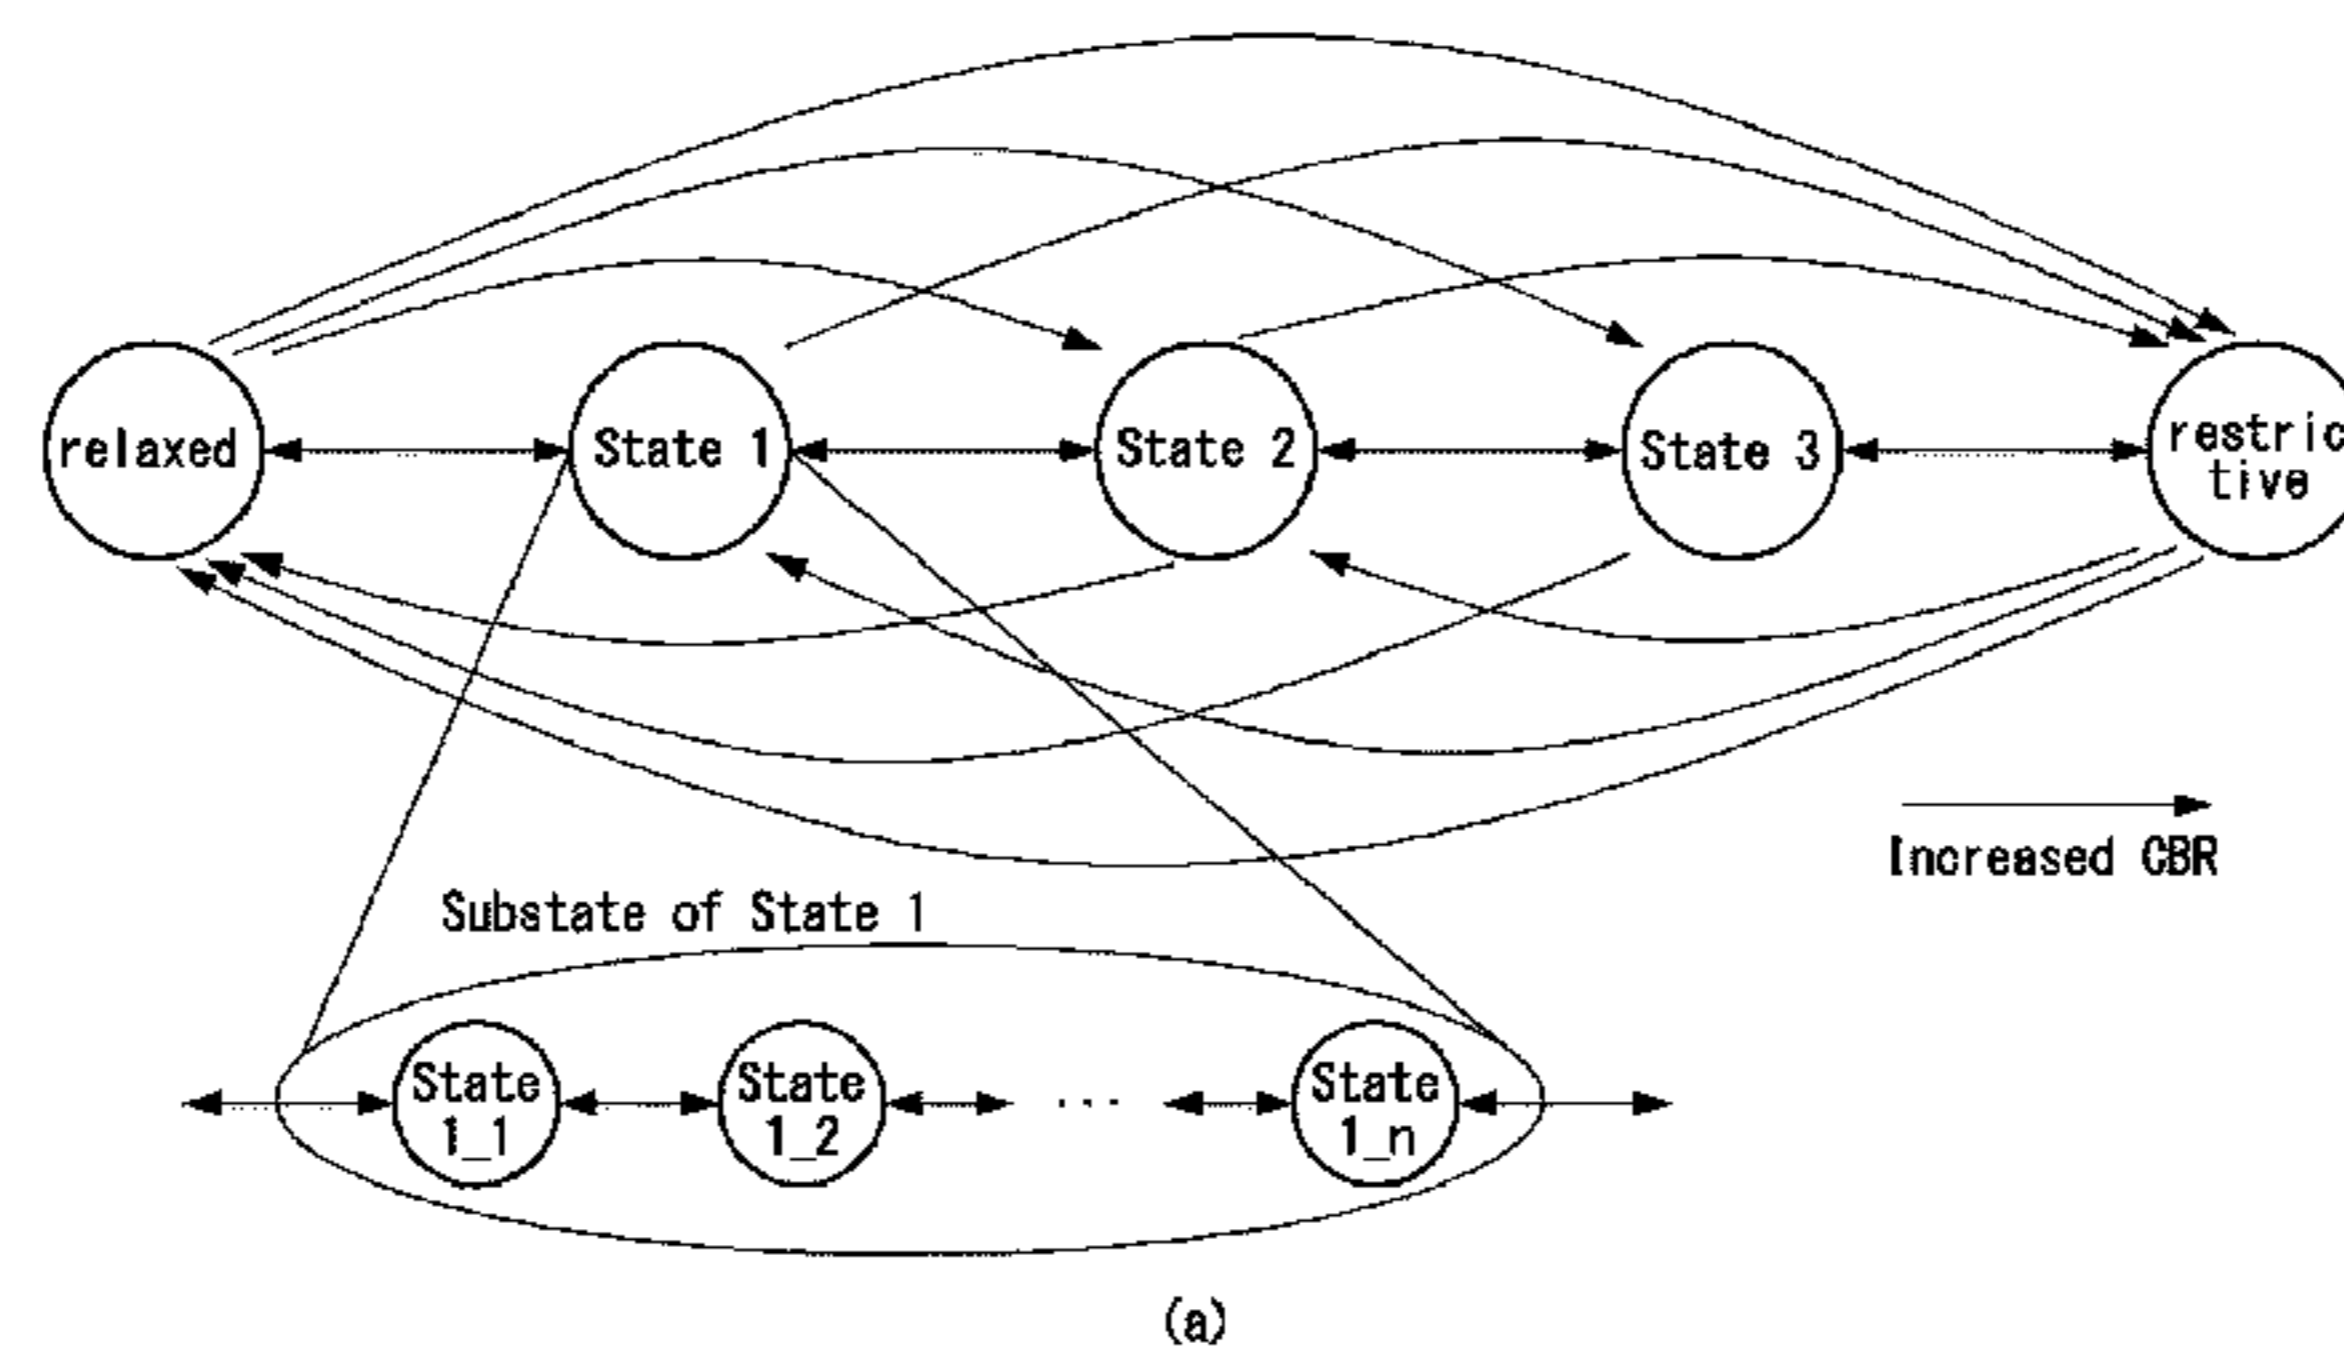 relaxed
State 1
State 2
State 3
restric
tive
Increased CBR
Substate of State 1
State
1_1
State
1_2
...
State
1_n
(a)